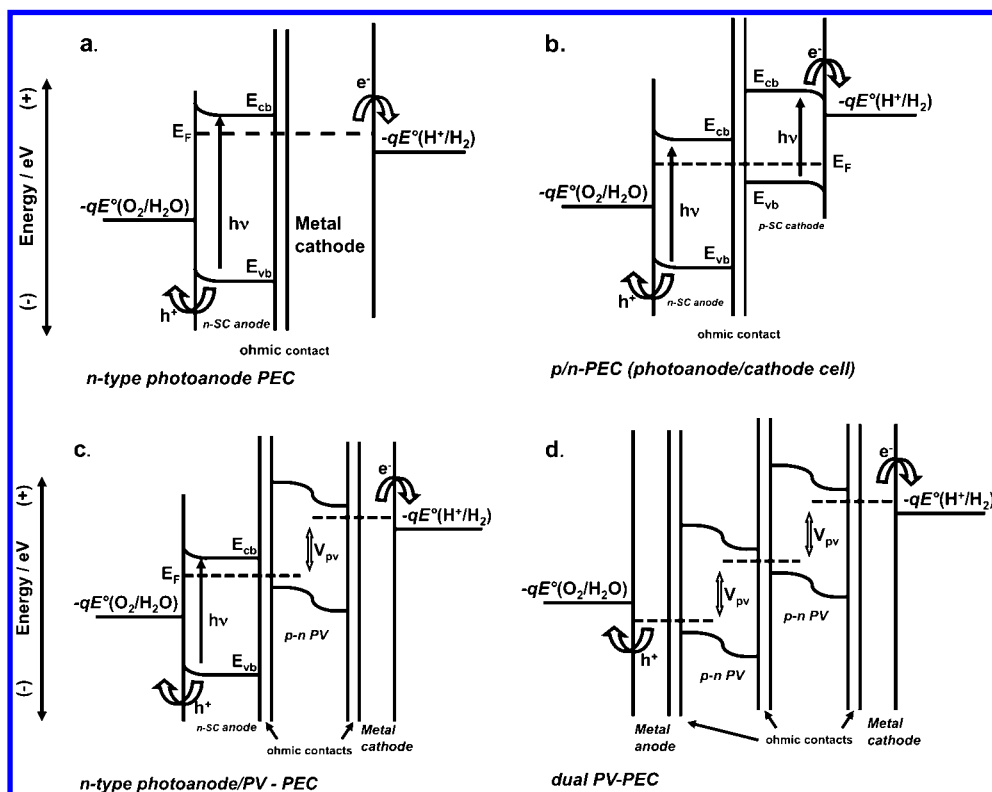 a.
Energy / eV
(+)
(-)
E_cb
E_F
e⁻
-qE°(H⁺/H₂)
-qE°(O₂/H₂O)
hν
Metal
cathode
E_vb
h⁺
n-SC anode
ohmic contact
n-type photoanode PEC
b.
e⁻
E_cb
-qE°(H⁺/H₂)
E_cb
hν
E_F
-qE°(O₂/H₂O)
hν
E_vb
p-SC cathode
E_vb
h⁺
n-SC anode
ohmic contact
p/n-PEC (photoanode/cathode cell)
c.
Energy / eV
(+)
(-)
e⁻
-qE°(H⁺/H₂)
E_cb
V_pv
E_F
-qE°(O₂/H₂O)
hν
p-n PV
E_vb
h⁺
n-SC anode
ohmic contacts
Metal
cathode
n-type photoanode/PV - PEC
d.
e⁻
-qE°(H⁺/H₂)
V_pv
-qE°(O₂/H₂O)
V_pv
p-n PV
h⁺
p-n PV
Metal
anode
ohmic contacts
Metal
cathode
dual PV-PEC